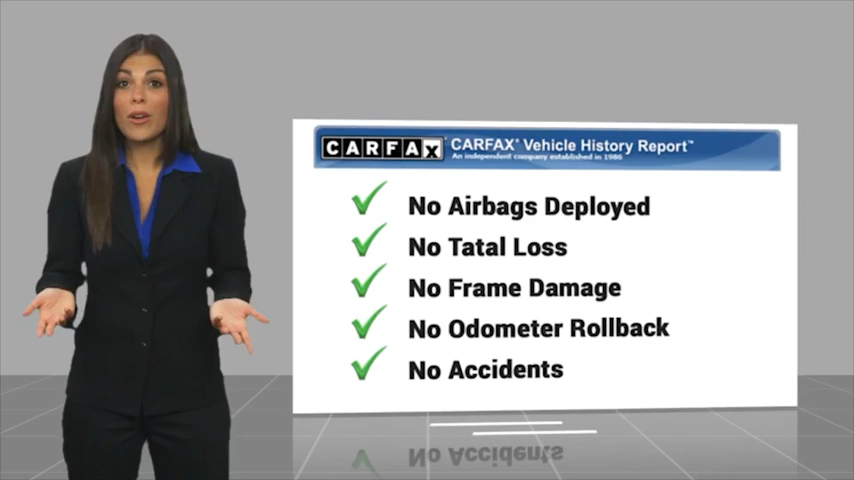 CARFAX CARFAX® Vehicle History Report™
An independent company established in 1986
No Airbags Deployed
No Tatal Loss
No Frame Damage
No Odometer Rollback
No Accidents
No Accidents